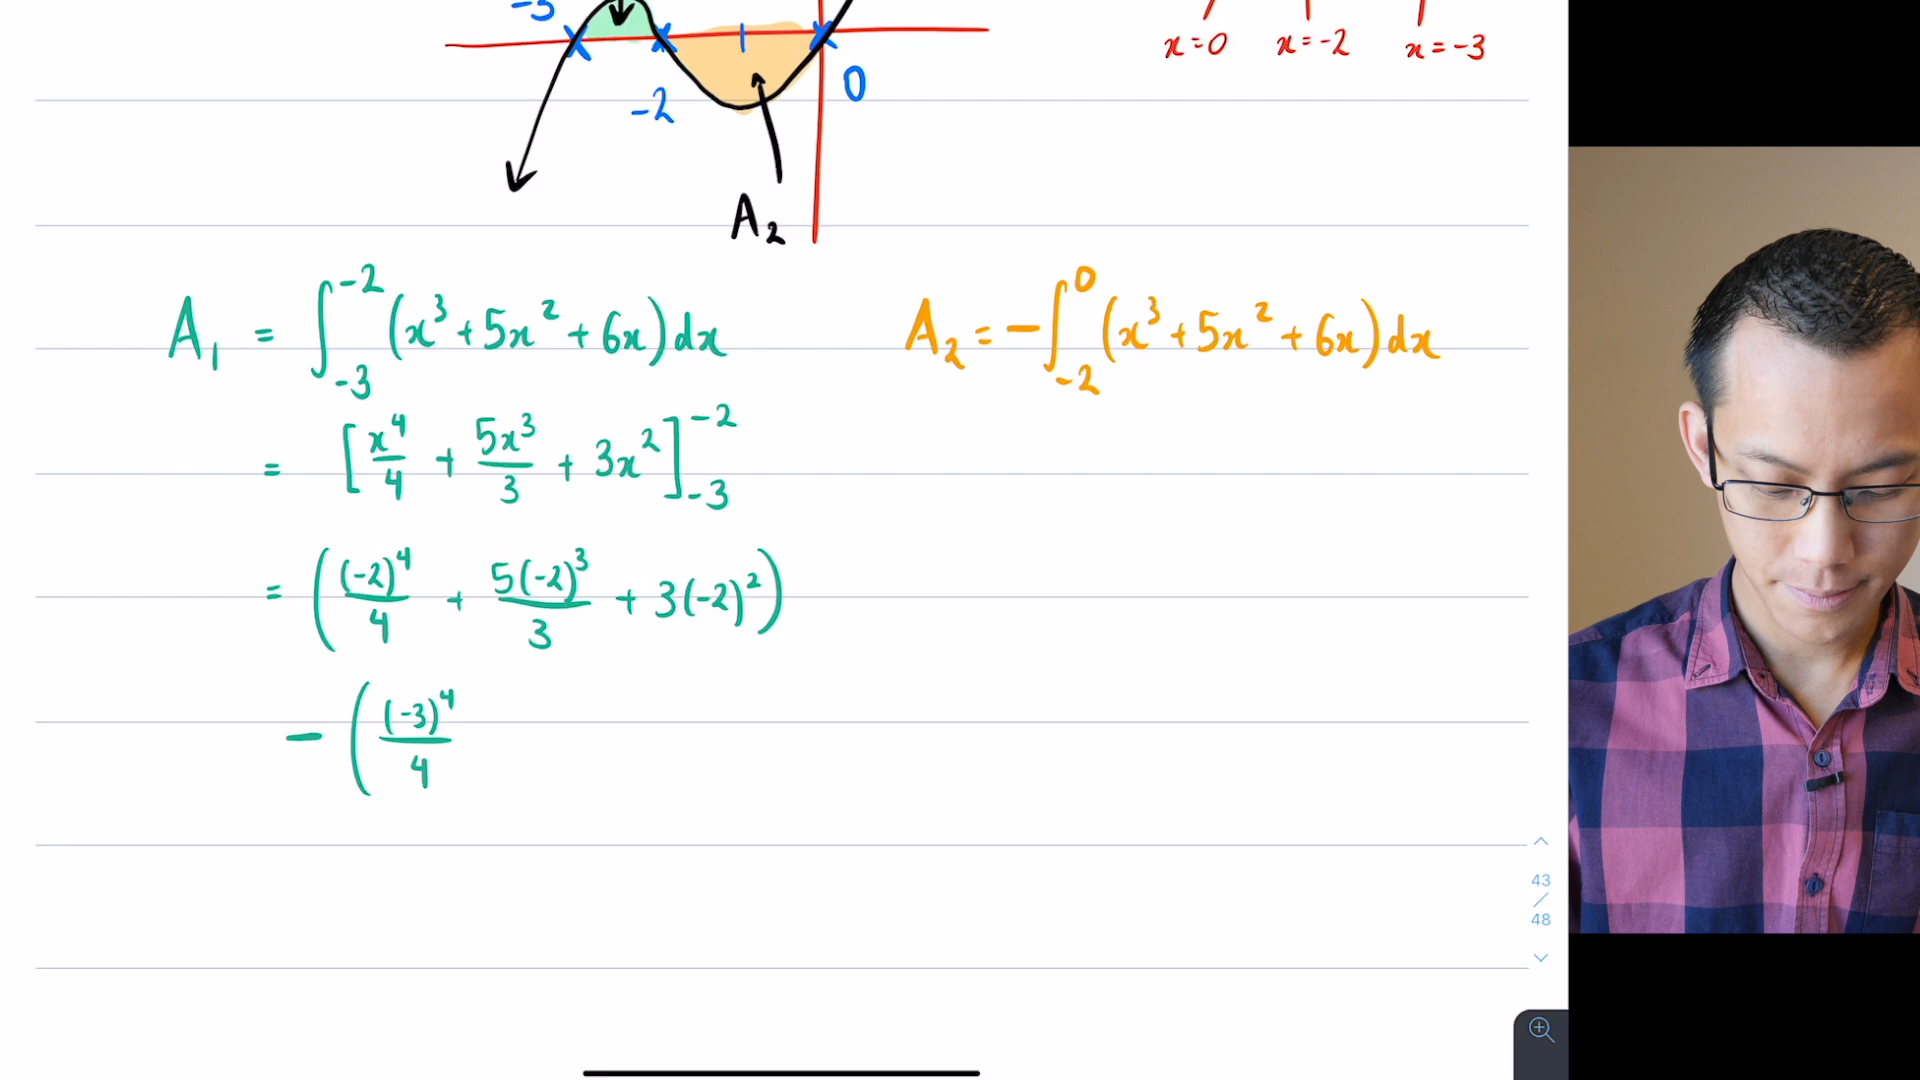 -3
x=0 x=-2 x=-3
-2 0
A₂
A₁ = ∫₋₃⁻² (x³+5x²+6x)dx
= [x⁴/4 + 5x³/3 + 3x²]₋₃⁻²
= ((-2)⁴/4 + 5(-2)³/3 + 3(-2)²)
- ((-3)⁴/4
A₂ = -∫₋₂⁰ (x³+5x²+6x)dx
43
/
48